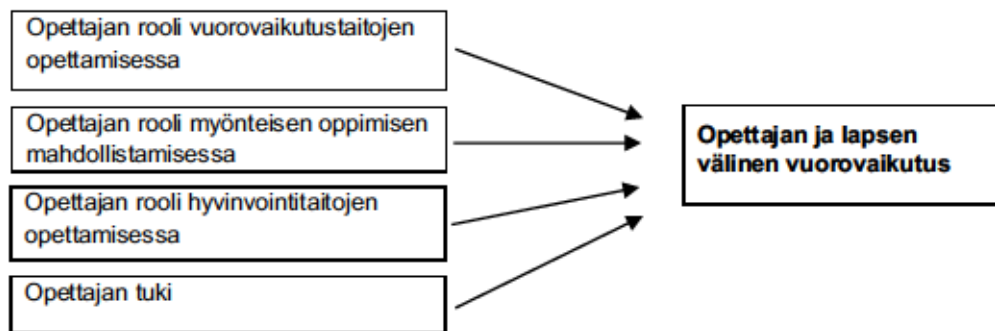 Opettajan rooli vuorovaikutustaitojen
opettamisessa
Opettajan rooli myönteisen oppimisen
mahdollistamisessa
Opettajan rooli hyvinvointitaitojen
opettamisessa
Opettajan tuki
Opettajan ja lapsen
välinen vuorovaikutus